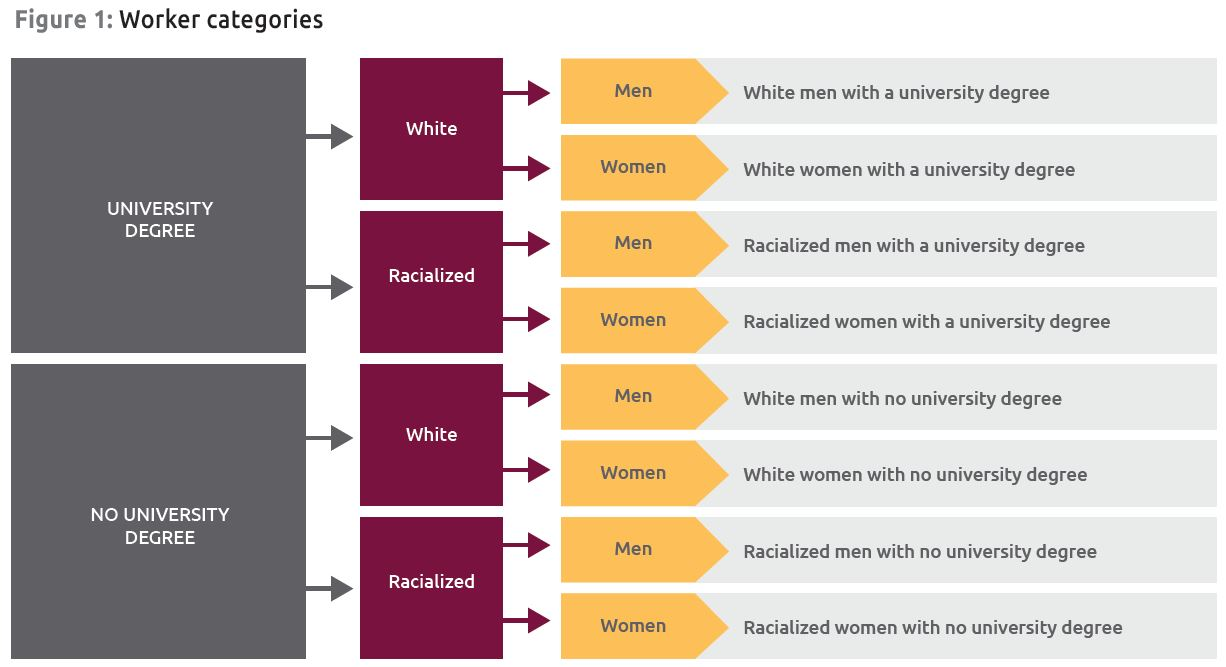 Figure 1: Worker categories
UNIVERSITY
DEGREE
White
Men
White men with a university degree
Women
White women with a university degree
Racialized
Men
Racialized men with a university degree
Women
Racialized women with a university degree
NO UNIVERSITY
DEGREE
White
Men
White men with no university degree
Women
White women with no university degree
Racialized
Men
Racialized men with no university degree
Women
Racialized women with no university degree